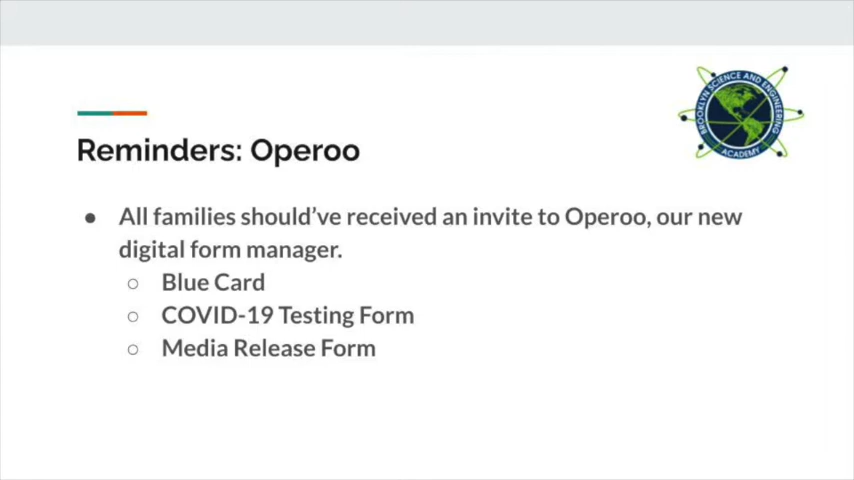 BROOKLYN SCIENCE AND ENGINEERING
ACADEMY
Reminders: Operoo
● All families should've received an invite to Operoo, our new
digital form manager.
○ Blue Card
○ COVID-19 Testing Form
○ Media Release Form